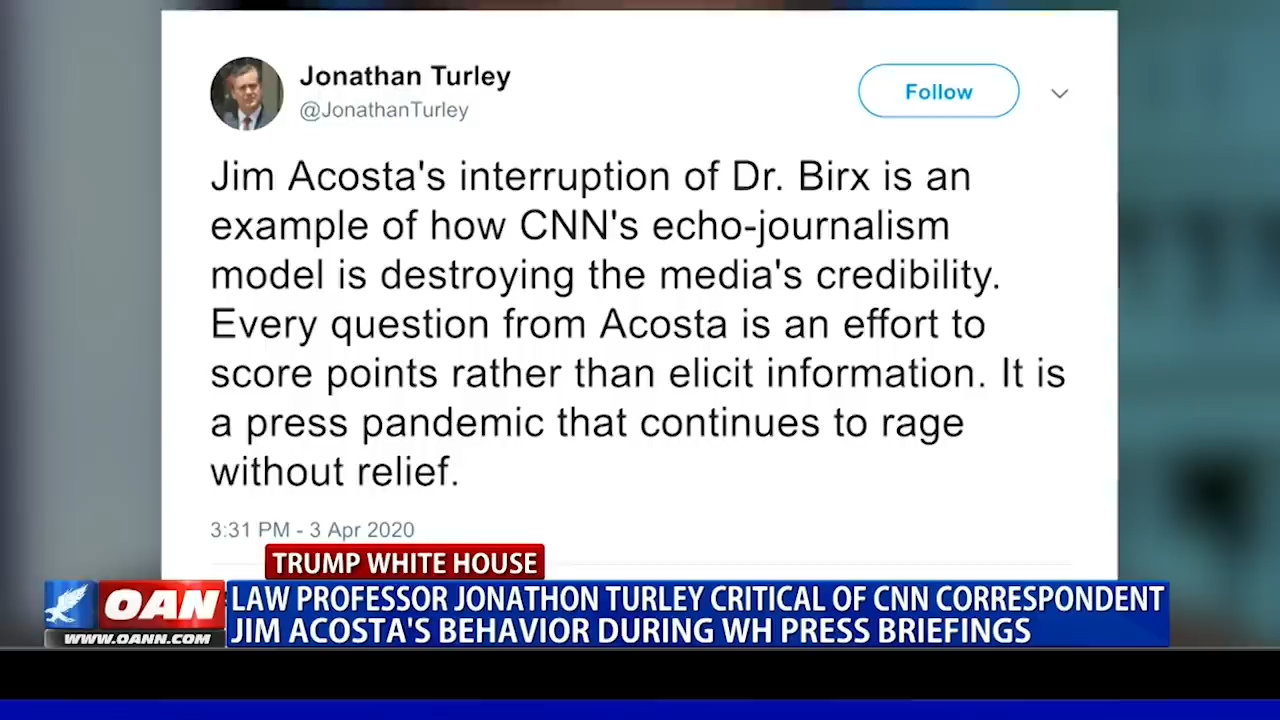 Jonathan Turley
@JonathanTurley
Follow
Jim Acosta's interruption of Dr. Birx is an
example of how CNN's echo-journalism
model is destroying the media's credibility.
Every question from Acosta is an effort to
score points rather than elicit information. It is
a press pandemic that continues to rage
without relief.
3:31 PM - 3 Apr 2020
TRUMP WHITE HOUSE
OAN
WWW.OANN.COM
LAW PROFESSOR JONATHON TURLEY CRITICAL OF CNN CORRESPONDENT
JIM ACOSTA'S BEHAVIOR DURING WH PRESS BRIEFINGS